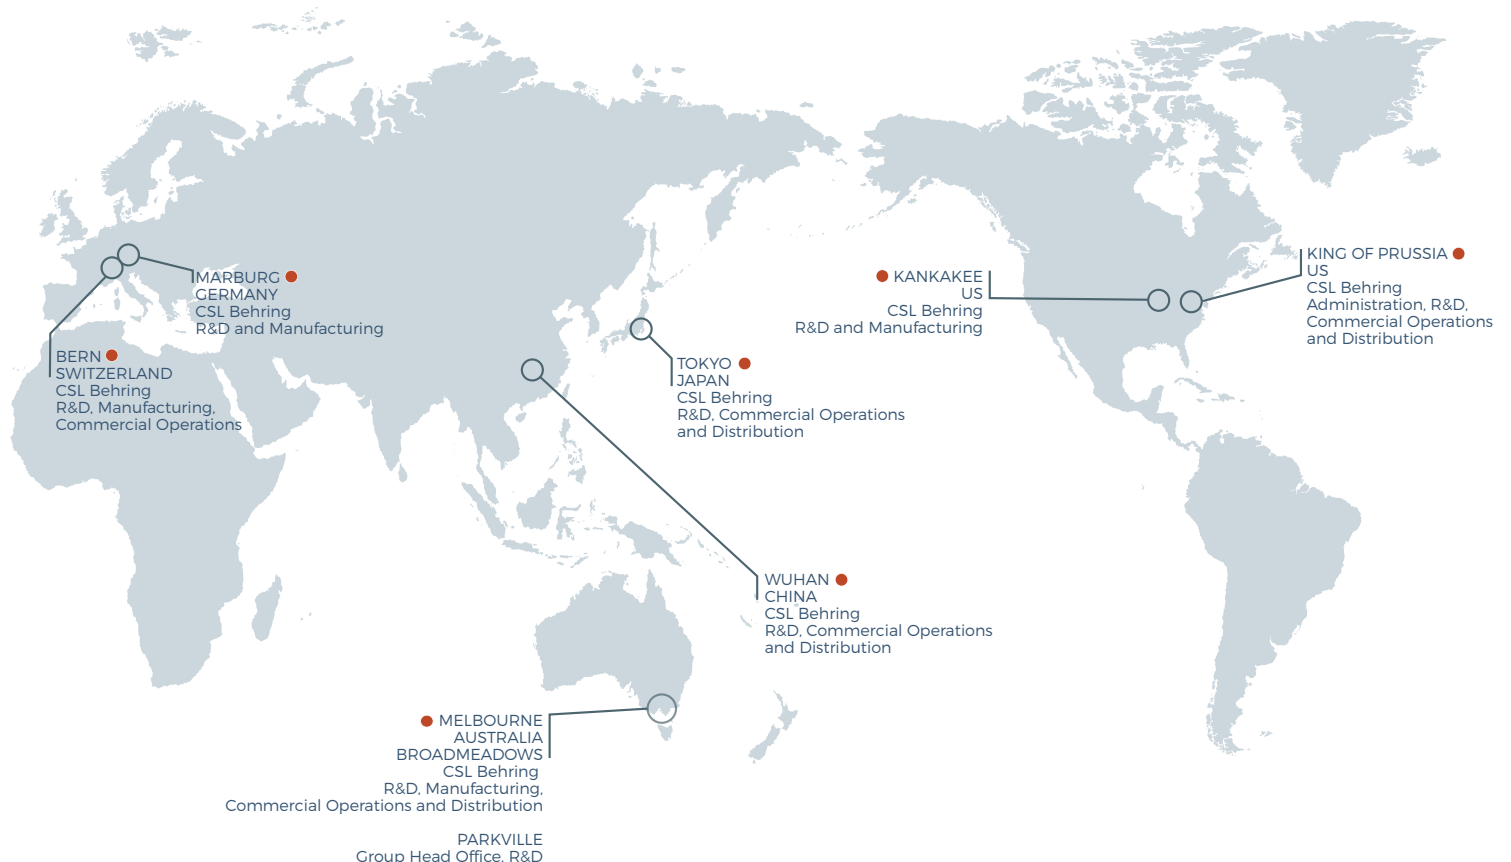 MARBURG
GERMANY
CSL Behring
R&D and Manufacturing
BERN
SWITZERLAND
CSL Behring
R&D, Manufacturing,
Commercial Operations
TOKYO
JAPAN
CSL Behring
R&D, Commercial Operations
and Distribution
KANKAKEE
US
CSL Behring
R&D and Manufacturing
KING OF PRUSSIA
US
CSL Behring
Administration, R&D,
Commercial Operations
and Distribution
WUHAN
CHINA
CSL Behring
R&D, Commercial Operations
and Distribution
MELBOURNE
AUSTRALIA
BROADMEADOWS
CSL Behring
R&D, Manufacturing,
Commercial Operations and Distribution
PARKVILLE
Group Head Office, R&D